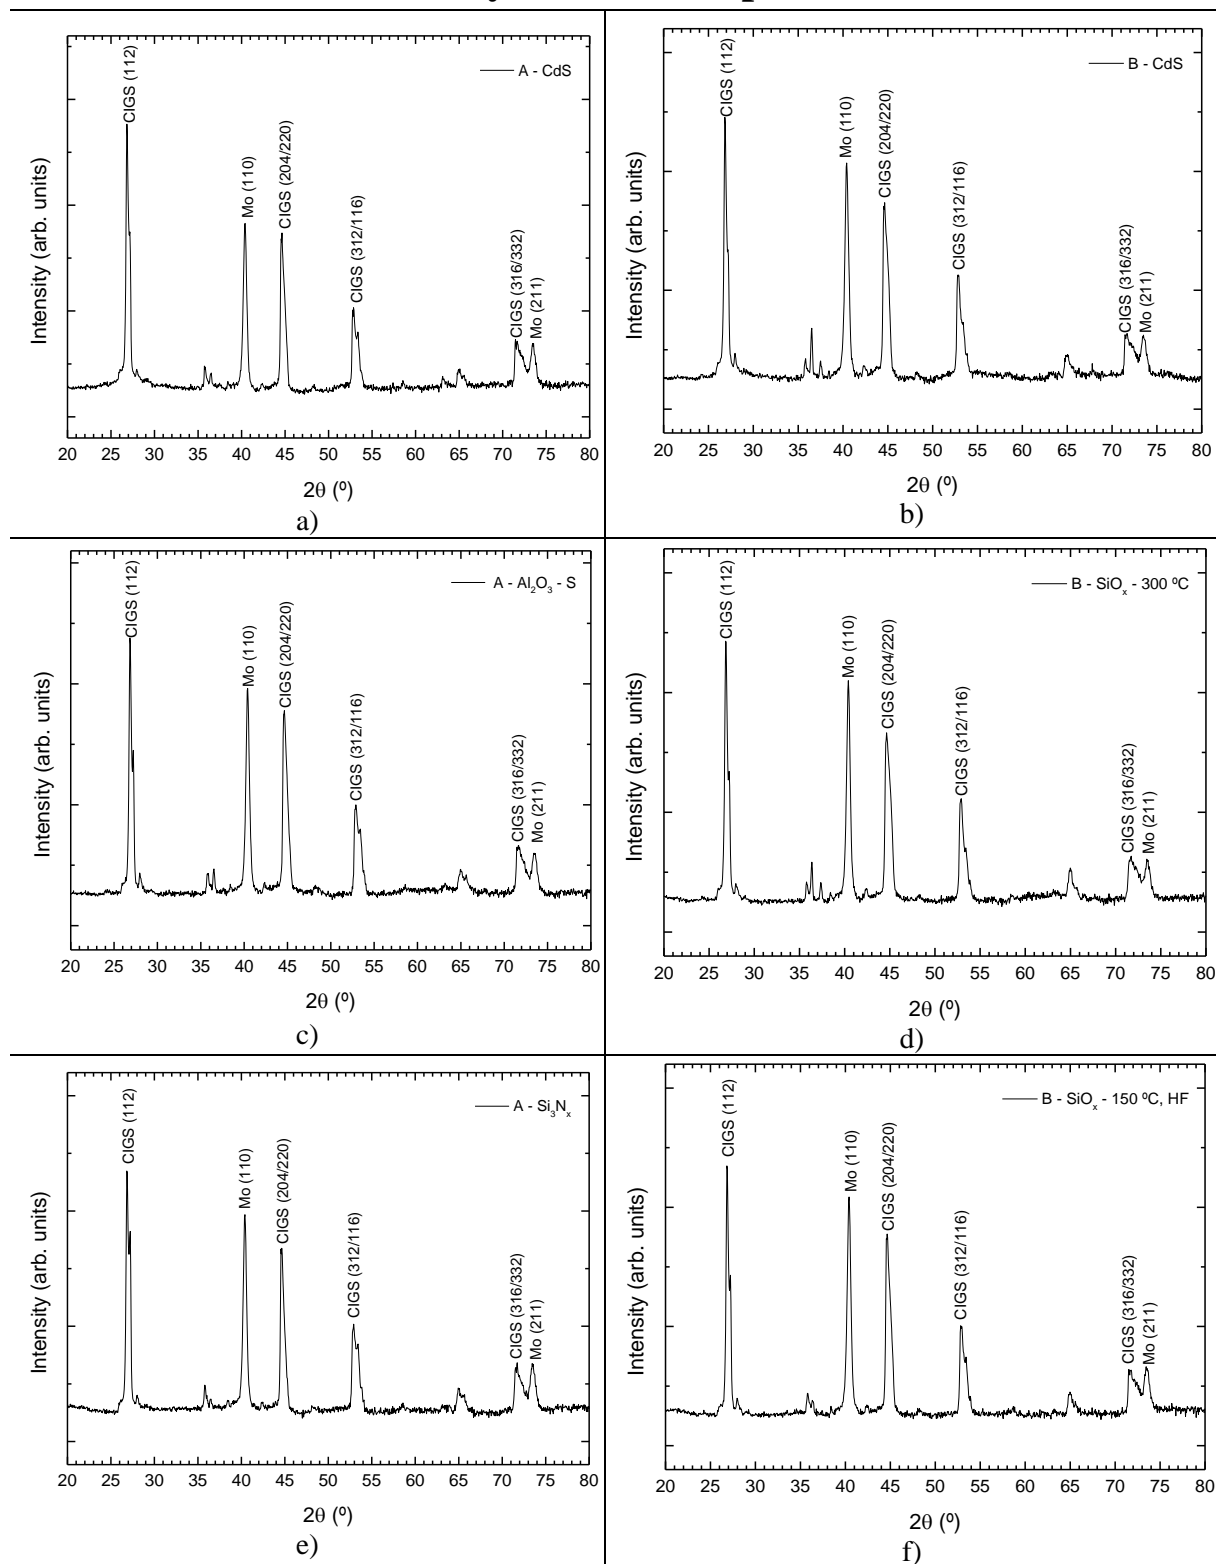 A - CdS
CIGS (112)
Mo (110)
CIGS (204/220)
CIGS (312/116)
CIGS (316/332)
Mo (211)
Intensity (arb. units)
20 25 30 35 40 45 50 55 60 65 70 75 80
2θ (º)
a)
B - CdS
CIGS (112)
Mo (110)
CIGS (204/220)
CIGS (312/116)
CIGS (316/332)
Mo (211)
Intensity (arb. units)
20 25 30 35 40 45 50 55 60 65 70 75 80
2θ (º)
b)
A - Al₂O₃ - S
CIGS (112)
Mo (110)
CIGS (204/220)
CIGS (312/116)
CIGS (316/332)
Mo (211)
Intensity (arb. units)
20 25 30 35 40 45 50 55 60 65 70 75 80
2θ (º)
c)
B - SiOₓ - 300 ºC
CIGS (112)
Mo (110)
CIGS (204/220)
CIGS (312/116)
CIGS (316/332)
Mo (211)
Intensity (arb. units)
20 25 30 35 40 45 50 55 60 65 70 75 80
2θ (º)
d)
A - Si₃Nₓ
CIGS (112)
Mo (110)
CIGS (204/220)
CIGS (312/116)
CIGS (316/332)
Mo (211)
Intensity (arb. units)
20 25 30 35 40 45 50 55 60 65 70 75 80
2θ (º)
e)
B - SiOₓ - 150 ºC, HF
CIGS (112)
Mo (110)
CIGS (204/220)
CIGS (312/116)
CIGS (316/332)
Mo (211)
Intensity (arb. units)
20 25 30 35 40 45 50 55 60 65 70 75 80
2θ (º)
f)